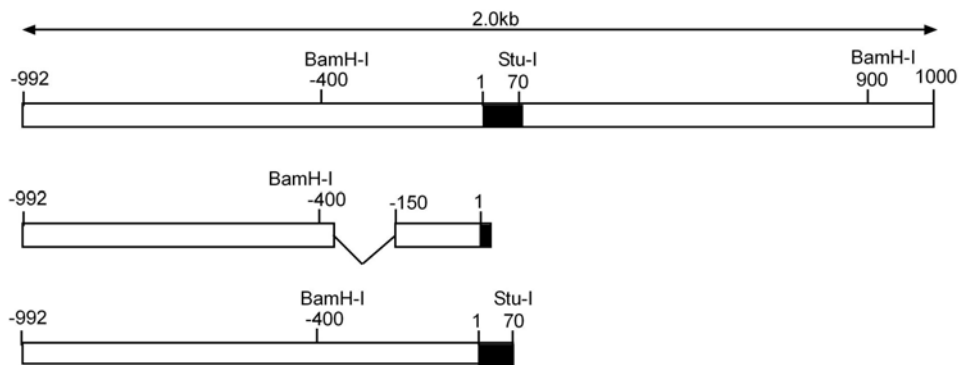 2.0kb
BamH-I Stu-I BamH-I
-992 -400 1 70 900 1000
BamH-I
-992 -400 -150 1
BamH-I Stu-I
-992 -400 1 70